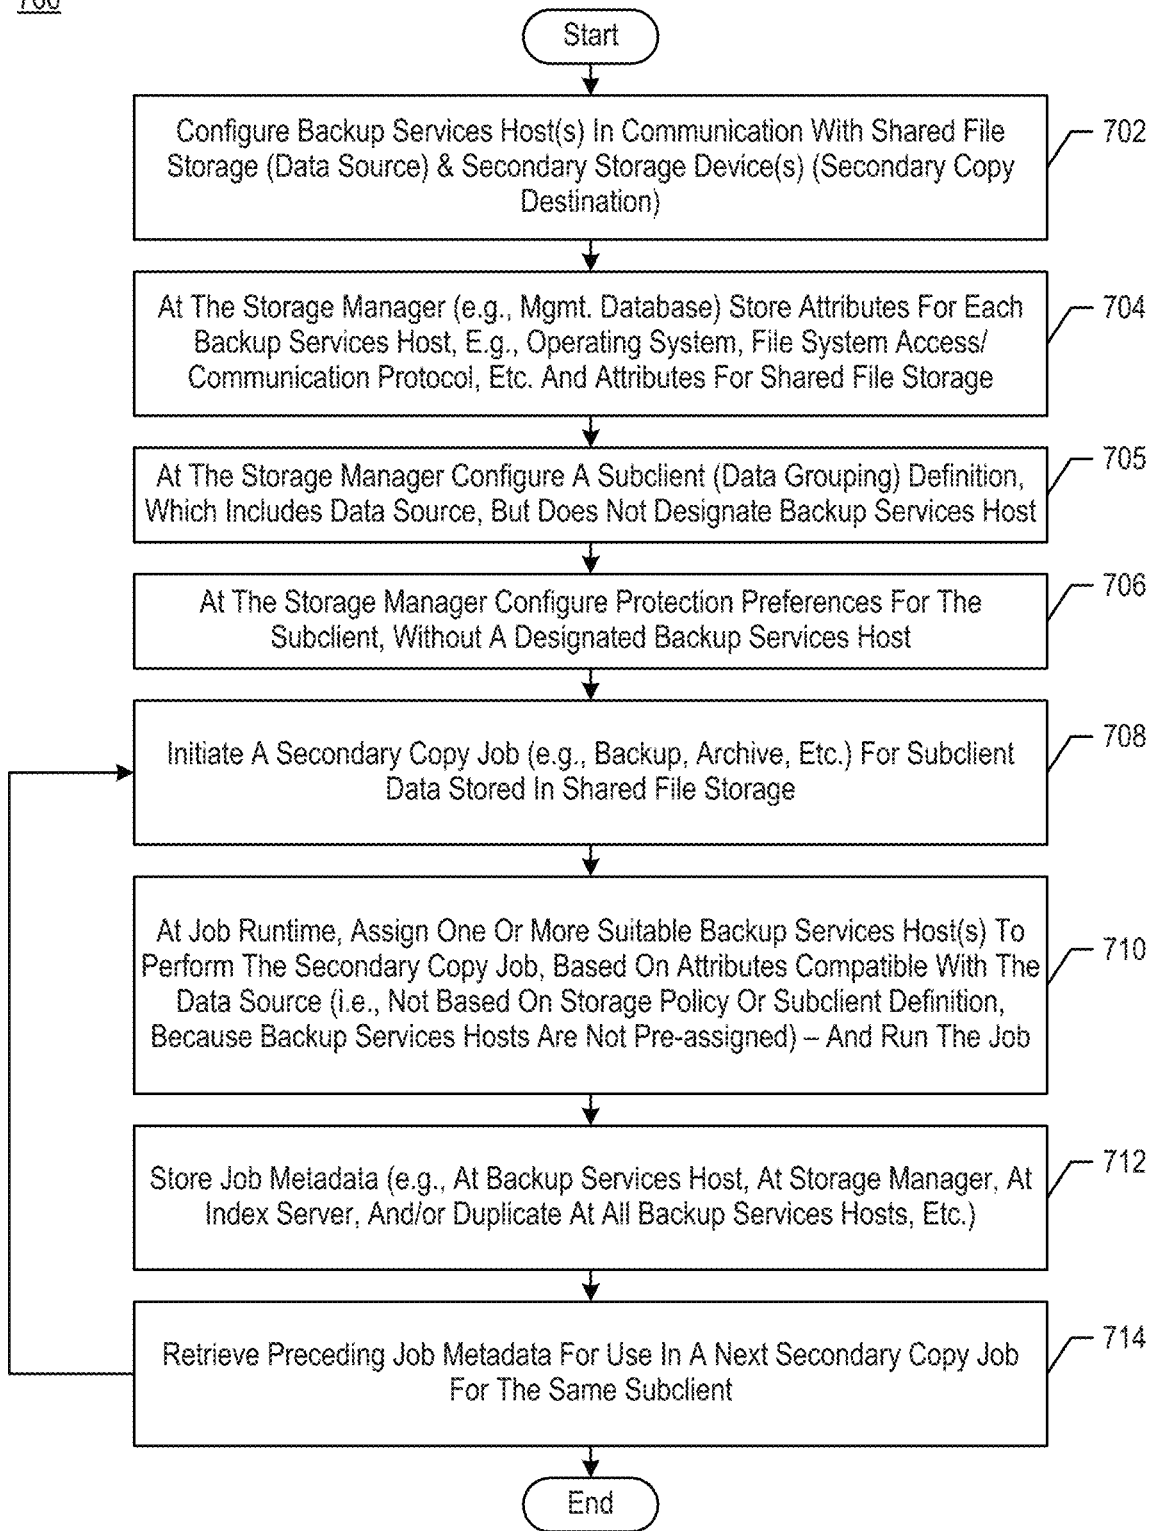 700
Start
Configure Backup Services Host(s) In Communication With Shared File
Storage (Data Source) & Secondary Storage Device(s) (Secondary Copy
Destination)
702
At The Storage Manager (e.g., Mgmt. Database) Store Attributes For Each
Backup Services Host, E.g., Operating System, File System Access/
Communication Protocol, Etc. And Attributes For Shared File Storage
704
At The Storage Manager Configure A Subclient (Data Grouping) Definition,
Which Includes Data Source, But Does Not Designate Backup Services Host
705
At The Storage Manager Configure Protection Preferences For The
Subclient, Without A Designated Backup Services Host
706
Initiate A Secondary Copy Job (e.g., Backup, Archive, Etc.) For Subclient
Data Stored In Shared File Storage
708
At Job Runtime, Assign One Or More Suitable Backup Services Host(s) To
Perform The Secondary Copy Job, Based On Attributes Compatible With The
Data Source (i.e., Not Based On Storage Policy Or Subclient Definition,
Because Backup Services Hosts Are Not Pre-assigned) – And Run The Job
710
Store Job Metadata (e.g., At Backup Services Host, At Storage Manager, At
Index Server, And/or Duplicate At All Backup Services Hosts, Etc.)
712
Retrieve Preceding Job Metadata For Use In A Next Secondary Copy Job
For The Same Subclient
714
End